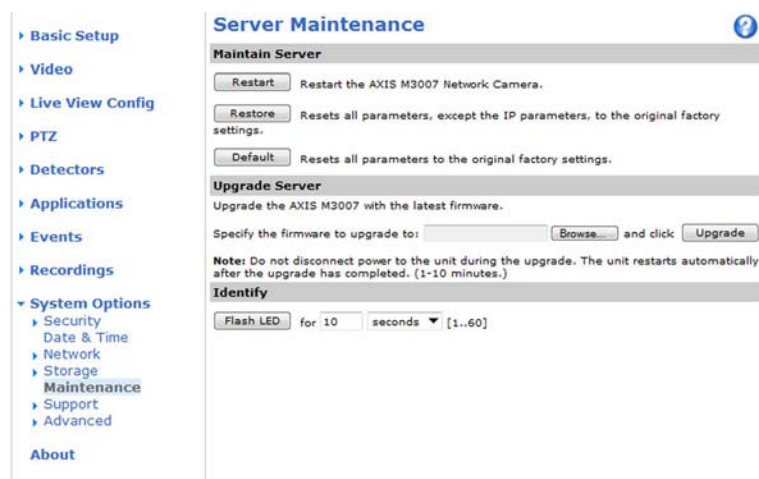 Basic Setup
Video
Live View Config
PTZ
Detectors
Applications
Events
Recordings
System Options
Security
Date & Time
Network
Storage
Maintenance
Support
Advanced
About
Server Maintenance
?
Maintain Server
Restart Restart the AXIS M3007 Network Camera.
Restore Resets all parameters, except the IP parameters, to the original factory
settings.
Default Resets all parameters to the original factory settings.
Upgrade Server
Upgrade the AXIS M3007 with the latest firmware.
Specify the firmware to upgrade to: Browse... and click Upgrade
Note: Do not disconnect power to the unit during the upgrade. The unit restarts automatically
after the upgrade has completed. (1-10 minutes.)
Identify
Flash LED for 10 seconds [1..60]